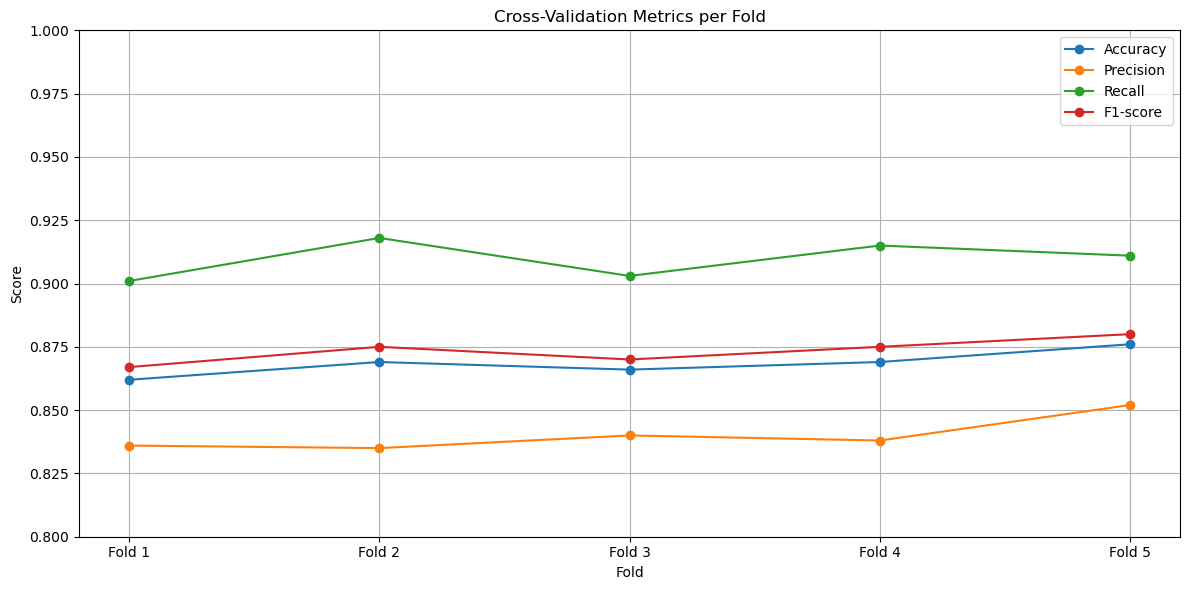 Cross-Validation Metrics per Fold
1.000
0.975
0.950
0.925
0.900
0.875
0.850
0.825
0.800
Score
Accuracy
Precision
Recall
F1-score
Fold 1 Fold 2 Fold 3 Fold 4 Fold 5
Fold